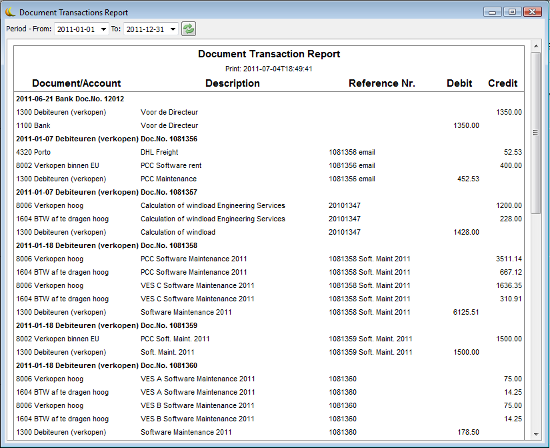 Document Transactions Report
Period - From: 2011-01-01 To: 2011-12-31
Document Transaction Report
Print: 2011-07-04T18:49:41
Document/Account Description Reference Nr. Debit Credit
2011-06-21 Bank Doc.No. 12012
1300 Debiteuren (verkopen) Voor de Directeur 1350.00
1100 Bank Voor de Directeur 1350.00
2011-01-07 Debiteuren (verkopen) Doc.No. 1081356
4320 Porto DHL Freight 1081356 email 52.53
8002 Verkopen binnen EU PCC Software rent 1081356 email 400.00
1300 Debiteuren (verkopen) PCC Maintenance 1081356 email 452.53
2011-01-07 Debiteuren (verkopen) Doc.No. 1081357
8006 Verkopen hoog Calculation of windload Engineering Services 20101347 1200.00
1604 BTW af te dragen hoog Calculation of windload Engineering Services 20101347 228.00
1300 Debiteuren (verkopen) Calculation of windload 20101347 1428.00
2011-01-18 Debiteuren (verkopen) Doc.No. 1081358
8006 Verkopen hoog PCC Software Maintenance 2011 1081358 Soft. Maint 2011 3511.14
1604 BTW af te dragen hoog PCC Software Maintenance 2011 1081358 Soft. Maint 2011 667.12
8006 Verkopen hoog VES C Software Maintenance 2011 1081358 Soft. Maint 2011 1636.35
1604 BTW af te dragen hoog VES C Software Maintenance 2011 1081358 Soft. Maint 2011 310.91
1300 Debiteuren (verkopen) Software Maintenance 2011 1081358 Soft. Maint 2011 6125.51
2011-01-18 Debiteuren (verkopen) Doc.No. 1081359
8002 Verkopen binnen EU PCC Soft. Maint. 2011 1081359 Soft. Maint 2011 1500.00
1300 Debiteuren (verkopen) Soft. Maint. 2011 1081359 Soft. Maint 2011 1500.00
2011-01-18 Debiteuren (verkopen) Doc.No. 1081360
8006 Verkopen hoog VES A Software Maintenance 2011 1081360 75.00
1604 BTW af te dragen hoog VES A Software Maintenance 2011 1081360 14.25
8006 Verkopen hoog VES B Software Maintenance 2011 1081360 75.00
1604 BTW af te dragen hoog VES B Software Maintenance 2011 1081360 14.25
1300 Debiteuren (verkopen) Software Maintenance 2011 1081360 178.50